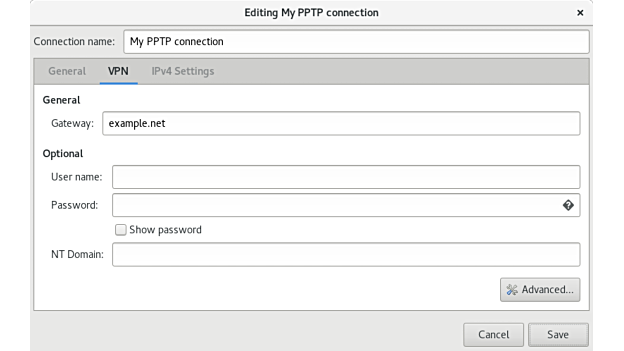 Editing My PPTP connection
Connection name: My PPTP connection
General VPN IPv4 Settings
General
Gateway: example.net
Optional
User name:
Password:
Show password
NT Domain:
Advanced...
Cancel Save